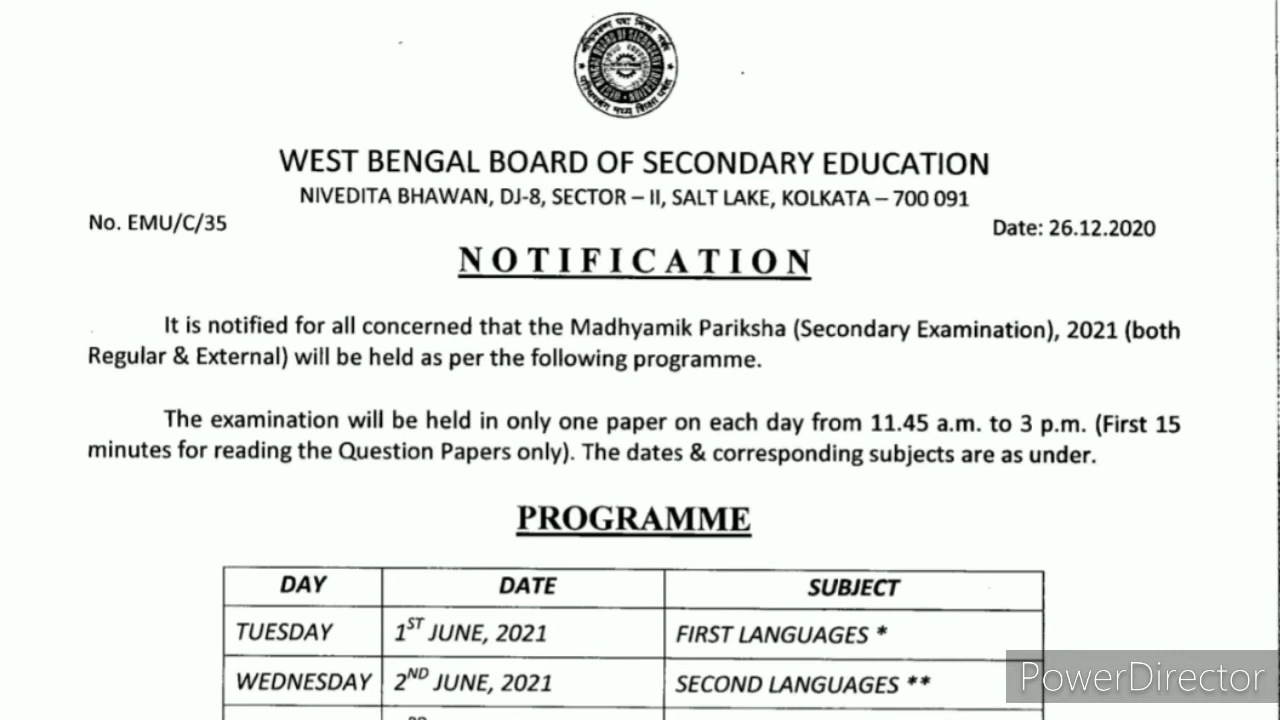 WEST BENGAL BOARD OF SECONDARY EDUCATION
NIVEDITA BHAWAN, DJ-8, SECTOR – II, SALT LAKE, KOLKATA – 700 091
No. EMU/C/35
Date: 26.12.2020
NOTIFICATION
It is notified for all concerned that the Madhyamik Pariksha (Secondary Examination), 2021 (both
Regular & External) will be held as per the following programme.
The examination will be held in only one paper on each day from 11.45 a.m. to 3 p.m. (First 15
minutes for reading the Question Papers only). The dates & corresponding subjects are as under.
PROGRAMME
DAY DATE SUBJECT
TUESDAY 1ST JUNE, 2021 FIRST LANGUAGES *
WEDNESDAY 2ND JUNE, 2021 SECOND LANGUAGES **
PowerDirector